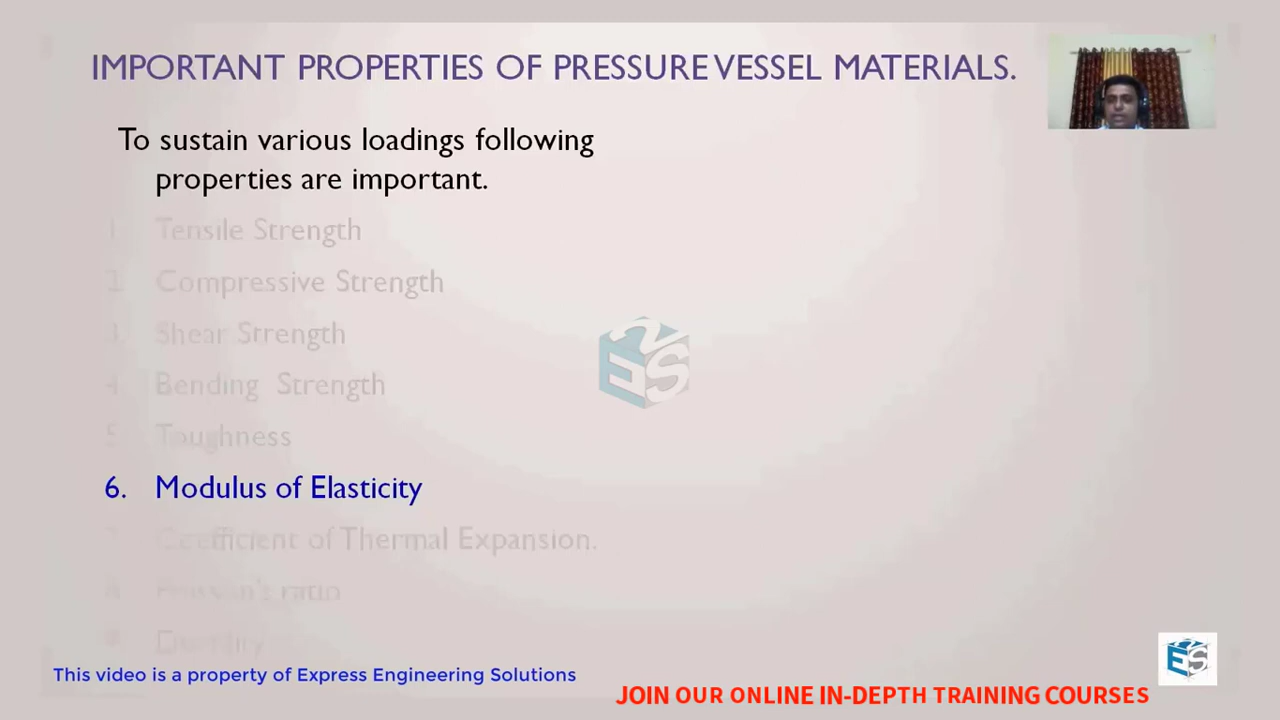 IMPORTANT PROPERTIES OF PRESSURE VESSEL MATERIALS.
To sustain various loadings following
properties are important.
1. Tensile Strength
2. Compressive Strength
3. Shear Strength
4. Bending Strength
5. Toughness
6. Modulus of Elasticity
7. Coefficient of Thermal Expansion.
8. Poisson's ratio
This video is a property of Express Engineering Solutions
JOIN OUR ONLINE IN-DEPTH TRAINING COURSES
E2S
E2S